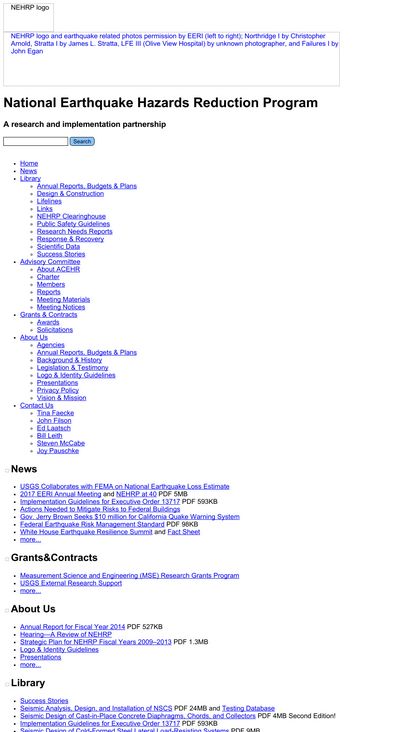 NEHRP logo
NEHRP logo and earthquake related photos permission by EERI (left to right); Northridge I by Christopher
Arnold, Stratta I by James L. Stratta, LFE III (Olive View Hospital) by unknown photographer, and Failures I by
John Egan
National Earthquake Hazards Reduction Program
A research and implementation partnership
Search
Home
News
Library
Annual Reports, Budgets & Plans
Design & Construction
Lifelines
Links
NEHRP Clearinghouse
Public Safety Guidelines
Research Needs Reports
Response & Recovery
Scientific Data
Success Stories
Advisory Committee
About ACEHR
Charter
Members
Reports
Meeting Materials
Meeting Notices
Grants & Contracts
Awards
Solicitations
About Us
Agencies
Annual Reports, Budgets & Plans
Background & History
Legislation & Testimony
Logo & Identity Guidelines
Presentations
Privacy Policy
Vision & Mission
Contact Us
Tina Faecke
John Filson
Ed Laatsch
Bill Leith
Steven McCabe
Joy Pauschke
News
USGS Collaborates with FEMA on National Earthquake Loss Estimate
2017 EERI Annual Meeting and NEHRP at 40 PDF 5MB
Implementation Guidelines for Executive Order 13717 PDF 593KB
Actions Needed to Mitigate Risks to Federal Buildings
Gov. Jerry Brown Seeks $10 million for California Quake Warning System
Federal Earthquake Risk Management Standard PDF 98KB
White House Earthquake Resilience Summit and Fact Sheet
more...
Grants&Contracts
Measurement Science and Engineering (MSE) Research Grants Program
USGS External Research Support
more...
About Us
Annual Report for Fiscal Year 2014 PDF 527KB
Hearing—A Review of NEHRP
Strategic Plan for NEHRP Fiscal Years 2009–2013 PDF 1.3MB
Logo & Identity Guidelines
Presentations
more...
Library
Success Stories
Seismic Analysis, Design, and Installation of NSCS PDF 24MB and Testing Database
Seismic Design of Cast-in-Place Concrete Diaphragms, Chords, and Collectors PDF 4MB Second Edition!
Implementation Guidelines for Executive Order 13717 PDF 593KB
Seismic Design of Cold-Formed Steel Lateral Load-Resisting Systems PDF 9MB